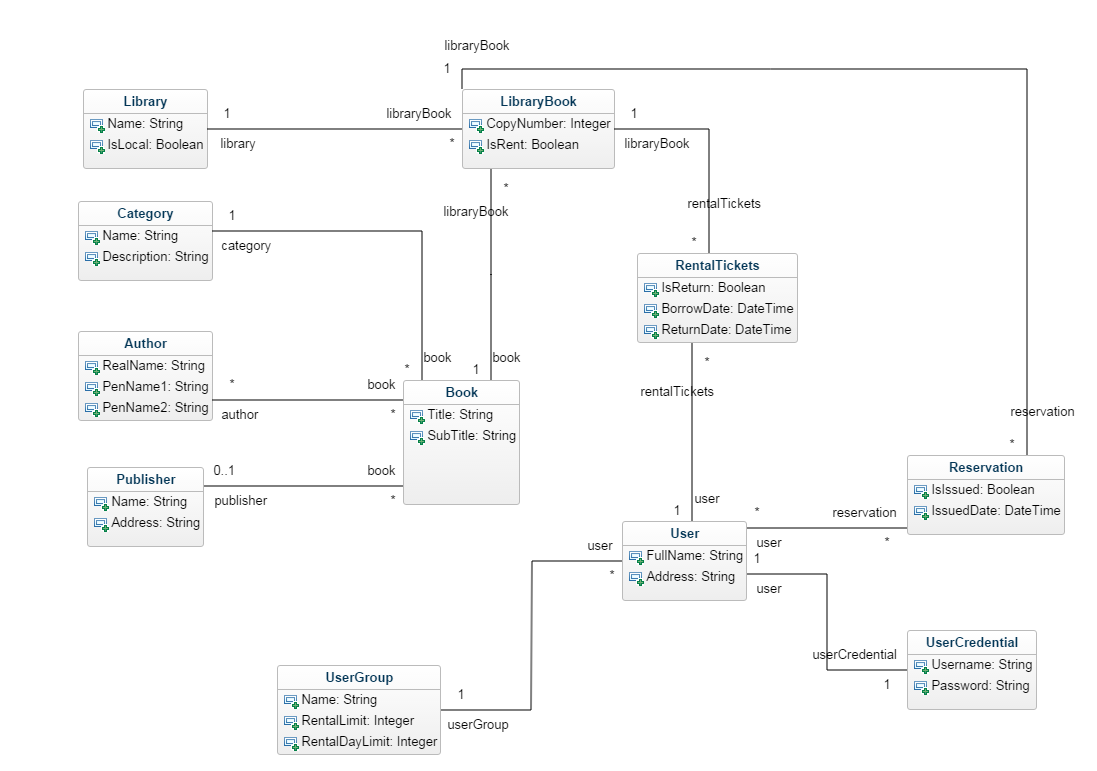 libraryBook
1
Library
Name: String
IsLocal: Boolean
1
library
libraryBook
*
LibraryBook
CopyNumber: Integer
IsRent: Boolean
1
libraryBook
*
libraryBook
rentalTickets
*
Category
Name: String
Description: String
1
category
RentalTickets
IsReturn: Boolean
BorrowDate: DateTime
ReturnDate: DateTime
*
rentalTickets
Author
RealName: String
PenName1: String
PenName2: String
*
author
*
book
1
book
book
*
Book
Title: String
SubTitle: String
reservation
*
Publisher
Name: String
Address: String
0..1
publisher
book
*
Reservation
IsIssued: Boolean
IssuedDate: DateTime
user
1
*
user
reservation
*
User
FullName: String
Address: String
user
*
1
user
userCredential
1
UserCredential
Username: String
Password: String
UserGroup
Name: String
RentalLimit: Integer
RentalDayLimit: Integer
1
userGroup